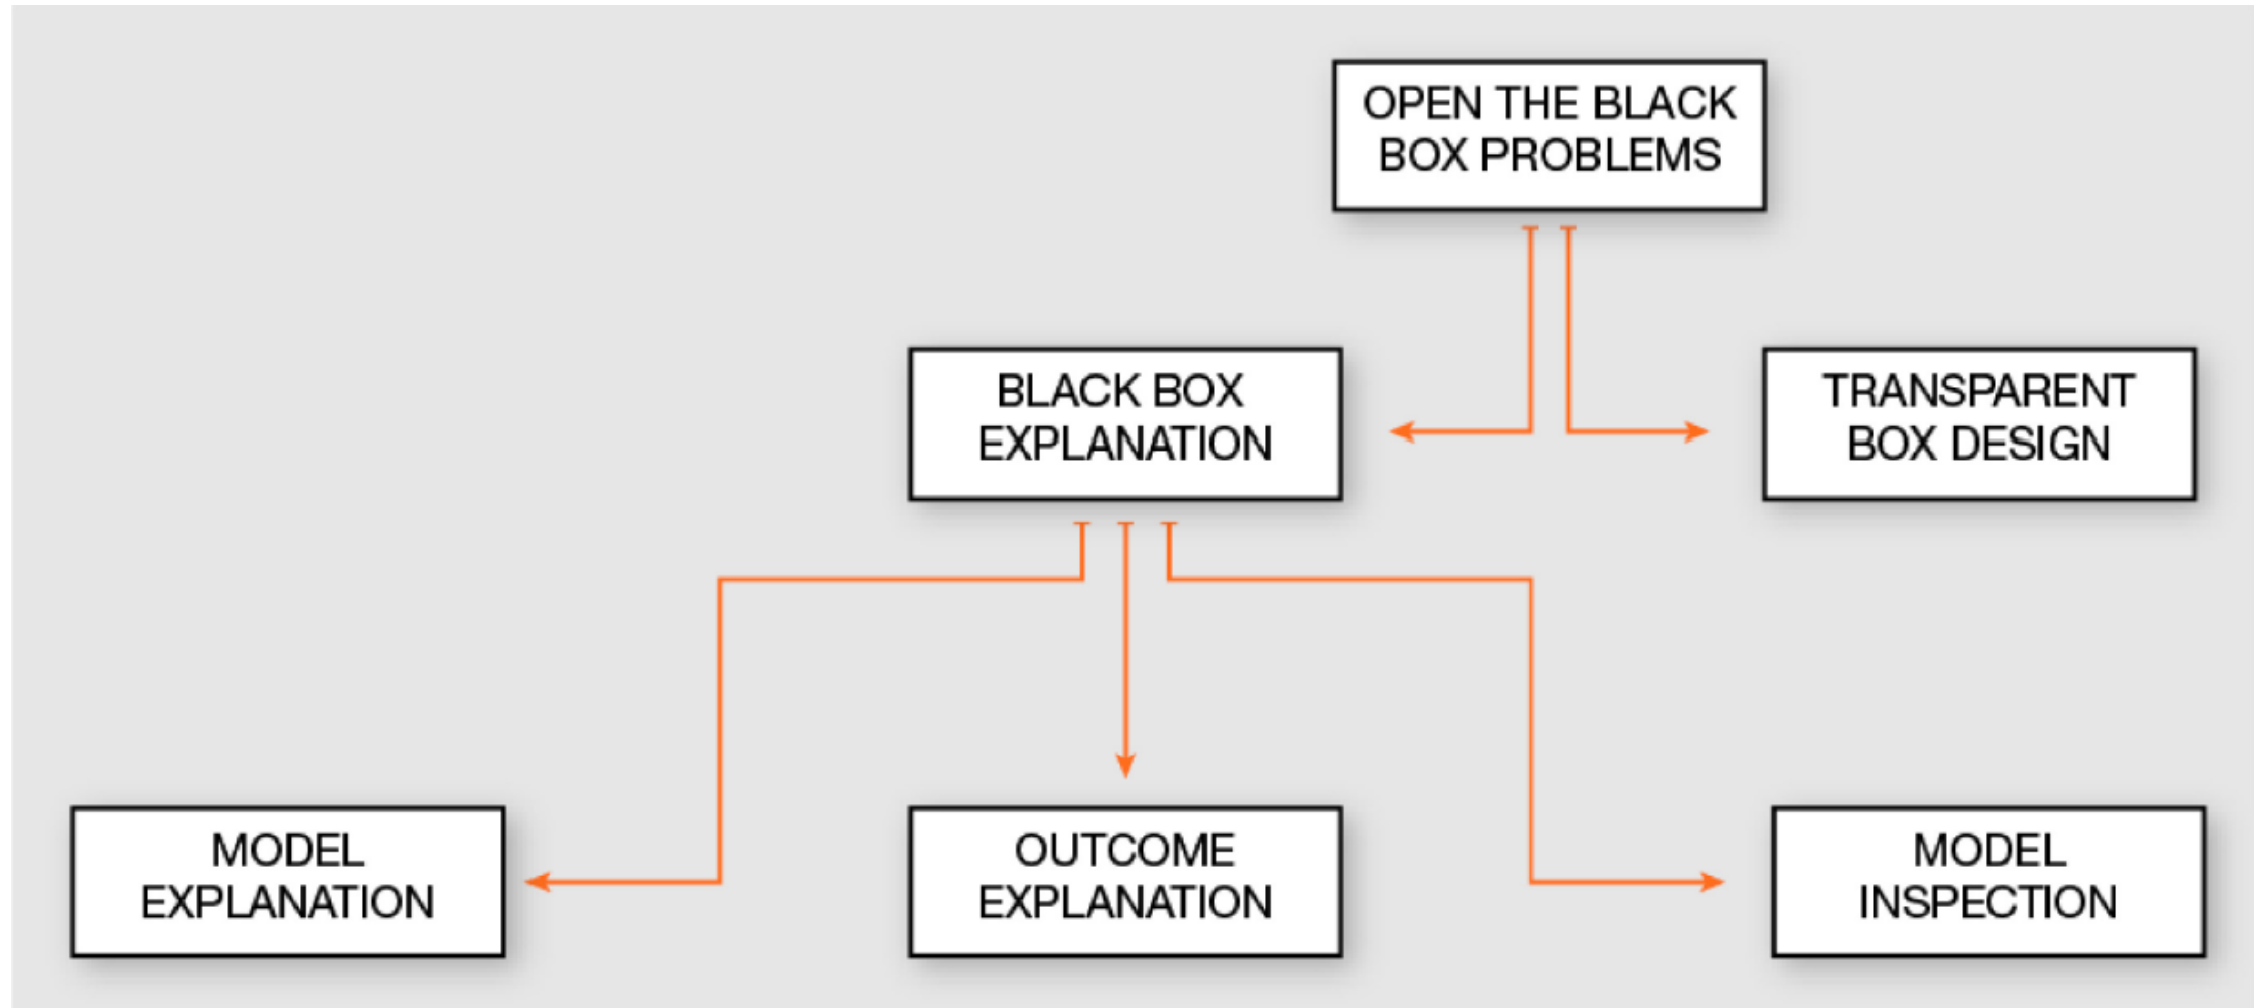 OPEN THE BLACK
BOX PROBLEMS
BLACK BOX
EXPLANATION
TRANSPARENT
BOX DESIGN
MODEL
EXPLANATION
OUTCOME
EXPLANATION
MODEL
INSPECTION